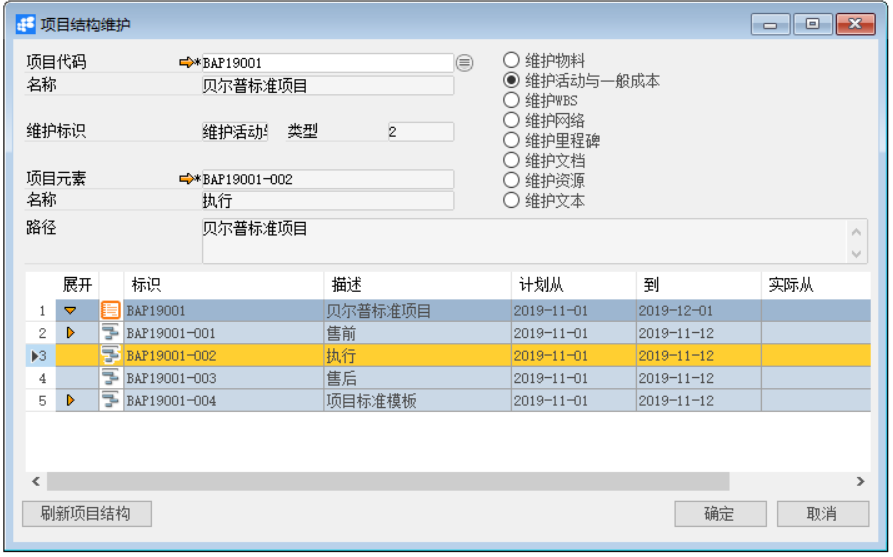 项目结构维护
项目代码 *BAP19001
名称 贝尔普标准项目
维护标识 维护活动 类型 2
项目元素 *BAP19001-002
名称 执行
路径 贝尔普标准项目
维护物料
维护活动与一般成本
维护WBS
维护网络
维护里程碑
维护文档
维护资源
维护文本
展开 标识 描述 计划从 到 实际从
1 BAP19001 贝尔普标准项目 2019-11-01 2019-12-01
2 BAP19001-001 售前 2019-11-01 2019-11-12
3 BAP19001-002 执行 2019-11-01 2019-11-12
4 BAP19001-003 售后 2019-11-01 2019-11-12
5 BAP19001-004 项目标准模板 2019-11-01 2019-11-12
刷新项目结构 确定 取消